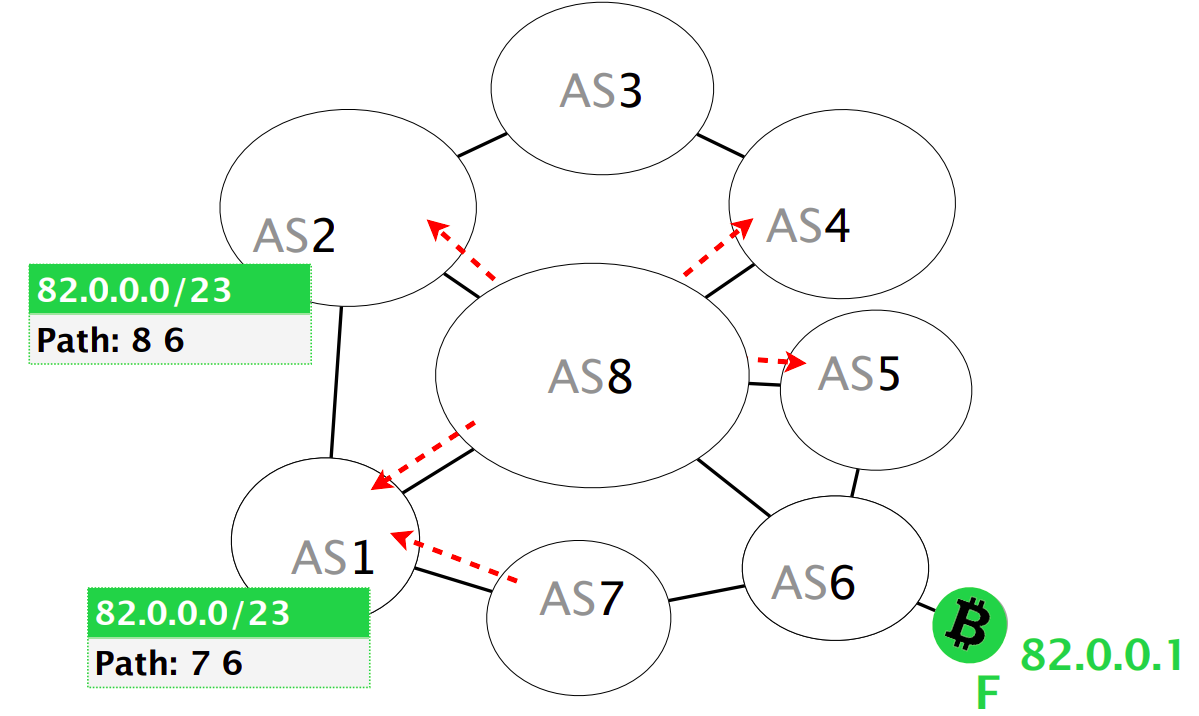 AS3
AS4
AS2
82.0.0.0/23
Path: 8 6
AS8
AS5
AS1
AS7
AS6
82.0.0.0/23
Path: 7 6
82.0.0.1
F